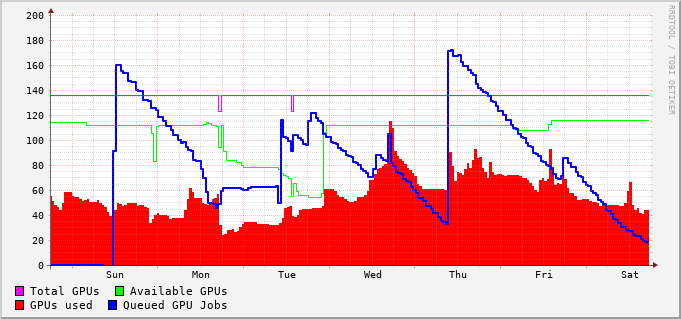 200
180
160
140
120
100
80
60
40
20
0
Sun Mon Tue Wed Thu Fri Sat
Total GPUs Available GPUs
GPUs used Queued GPU Jobs
RRDTOOL / TOBI OETIKER